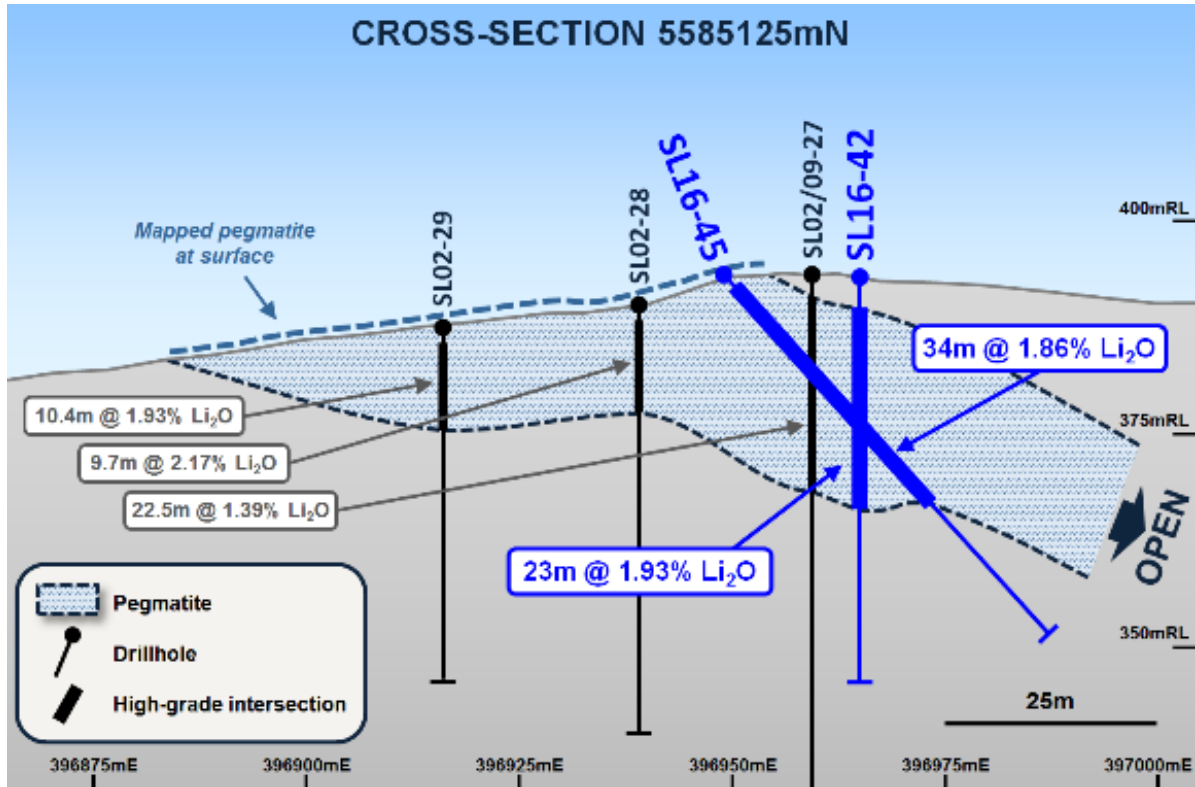 CROSS-SECTION 5585125mN
Mapped pegmatite
at surface
SL02-29
SL02-28
SL16-45
SL02/09-27
SL16-42
400mRL
34m @ 1.86% Li₂O
10.4m @ 1.93% Li₂O
375mRL
9.7m @ 2.17% Li₂O
22.5m @ 1.39% Li₂O
23m @ 1.93% Li₂O
OPEN
Pegmatite
Drillhole
High-grade intersection
350mRL
25m
396875mE
396900mE
396925mE
396950mE
396975mE
397000mE